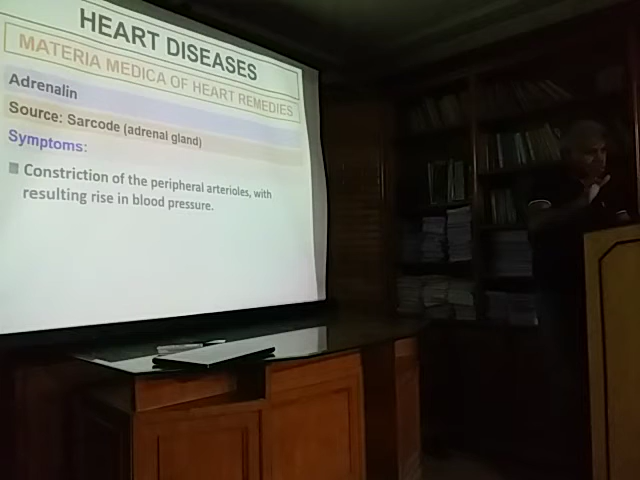 HEART DISEASES
MATERIA MEDICA OF HEART REMEDIES
Adrenalin
Source: Sarcode (adrenal gland)
Symptoms:
Constriction of the peripheral arterioles, with
resulting rise in blood pressure.